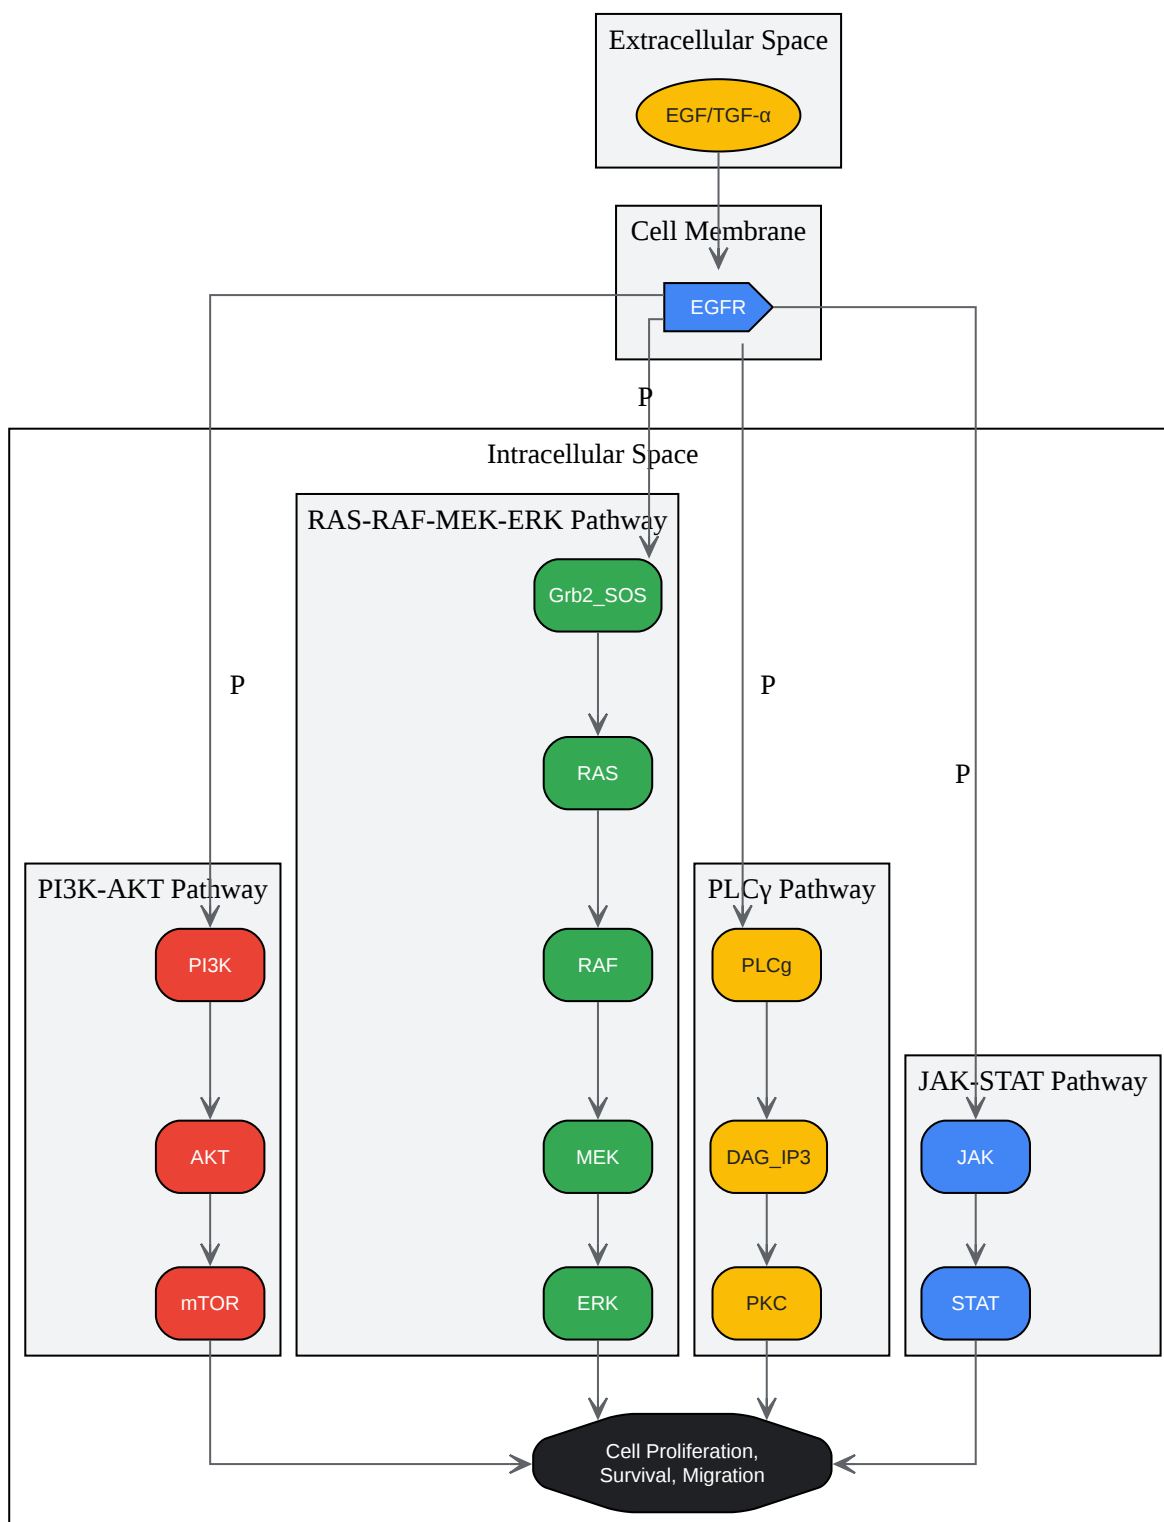 Extracellular Space
EGF/TGF-α
Cell Membrane
EGFR
P
Intracellular Space
RAS-RAF-MEK-ERK Pathway
Grb2_SOS
P
P
RAS
P
PI3K-AKT Pathway
PLCγ Pathway
PI3K
RAF
PLCg
JAK-STAT Pathway
AKT
MEK
DAG_IP3
JAK
mTOR
ERK
PKC
STAT
Cell Proliferation,
Survival, Migration